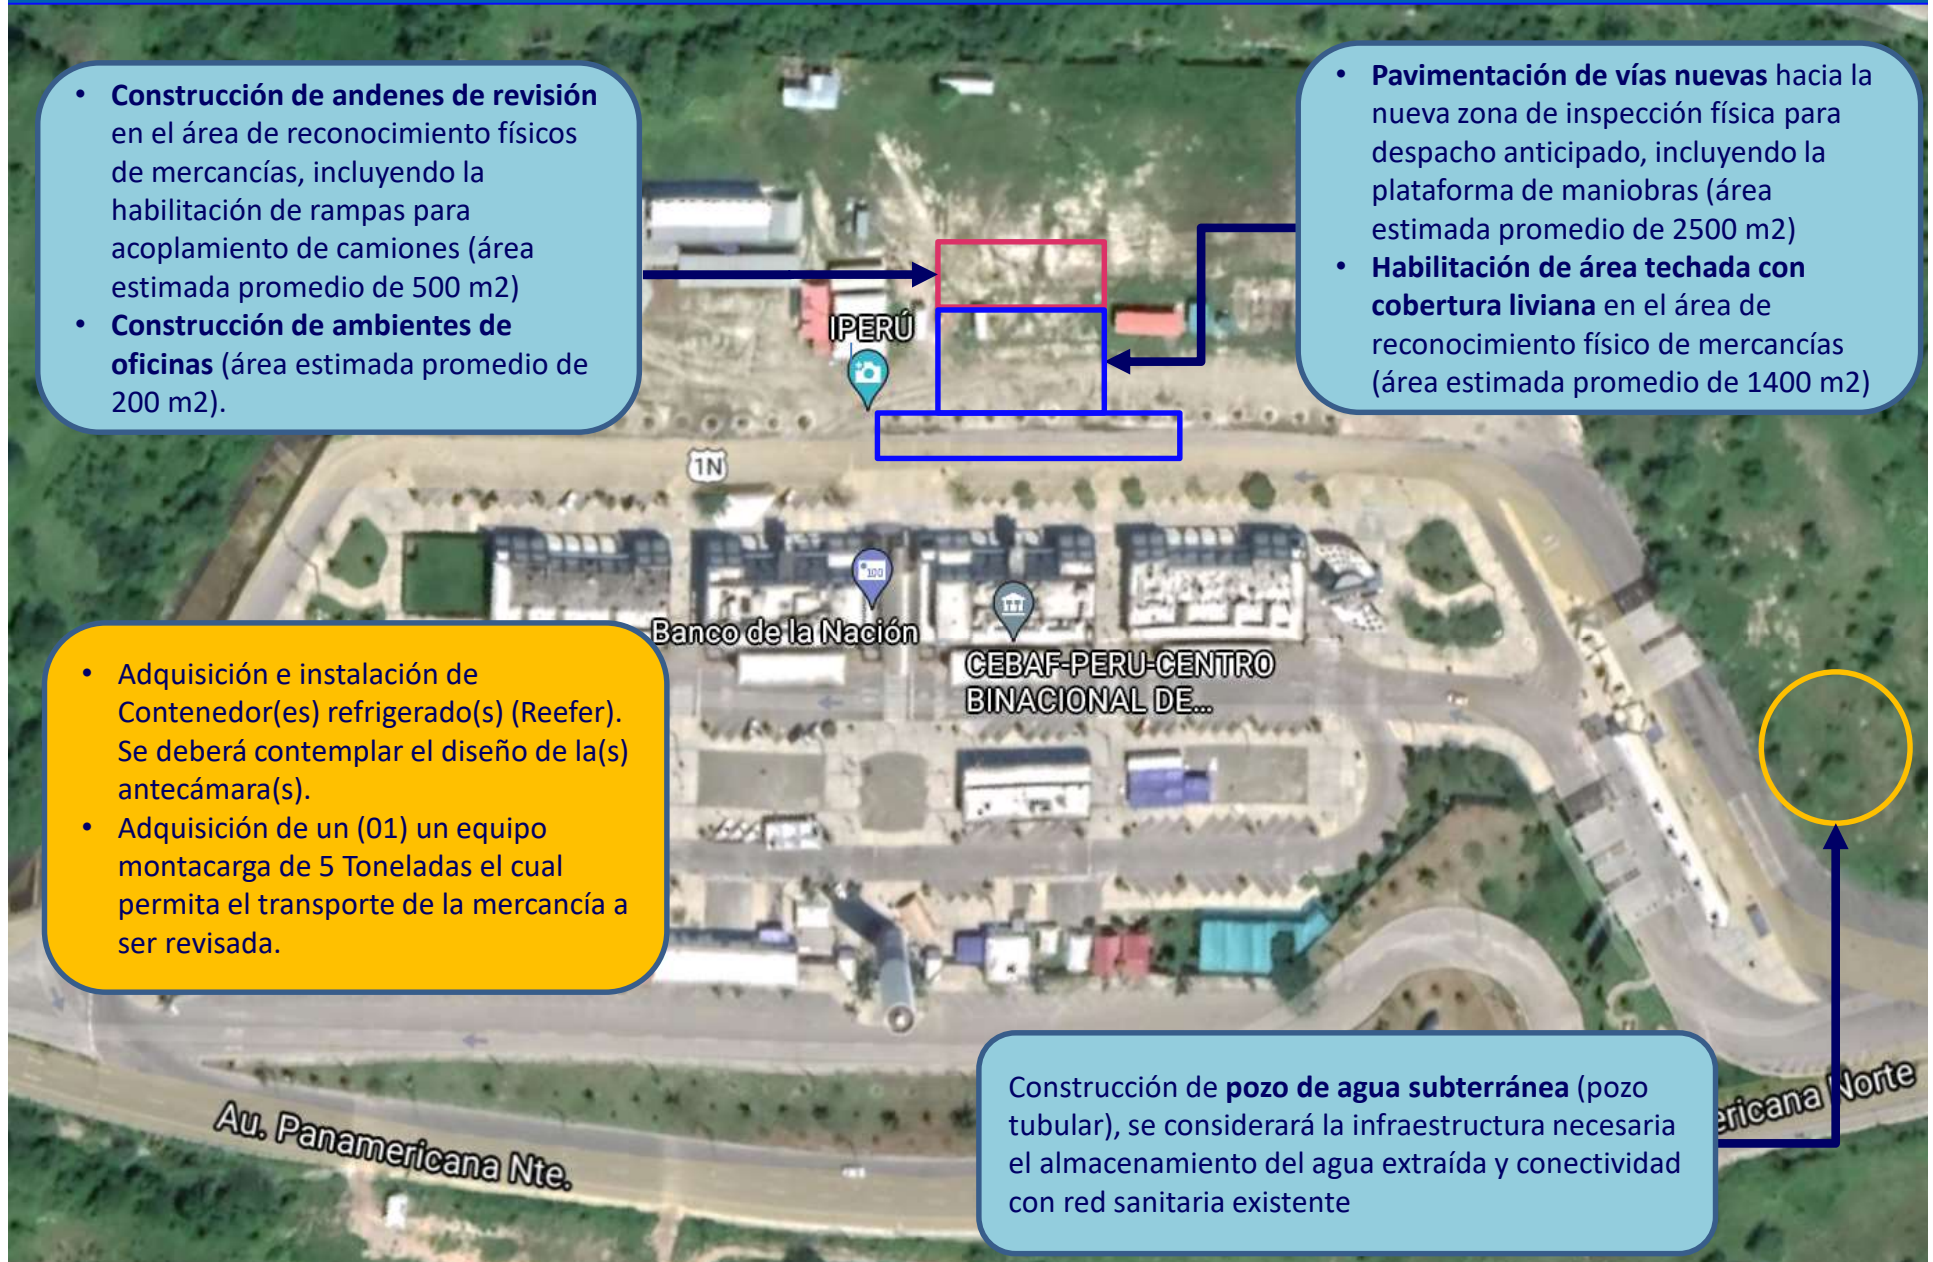 • Construcción de andenes de revisión
en el área de reconocimiento físicos
de mercancías, incluyendo la
habilitación de rampas para
acoplamiento de camiones (área
estimada promedio de 500 m2)
• Construcción de ambientes de
oficinas (área estimada promedio de
200 m2).
• Pavimentación de vías nuevas hacia la
nueva zona de inspección física para
despacho anticipado, incluyendo la
plataforma de maniobras (área
estimada promedio de 2500 m2)
• Habilitación de área techada con
cobertura liviana en el área de
reconocimiento físico de mercancías
(área estimada promedio de 1400 m2)
IPERÚ
1N
100
Banco de la Nación
CEBAF-PERU-CENTRO
BINACIONAL DE...
• Adquisición e instalación de
Contenedor(es) refrigerado(s) (Reefer).
Se deberá contemplar el diseño de la(s)
antecámara(s).
• Adquisición de un (01) un equipo
montacarga de 5 Toneladas el cual
permita el transporte de la mercancía a
ser revisada.
Construcción de pozo de agua subterránea (pozo
tubular), se considerará la infraestructura necesaria
el almacenamiento del agua extraída y conectividad
con red sanitaria existente
Au. Panamericana Nte.
ericana Norte